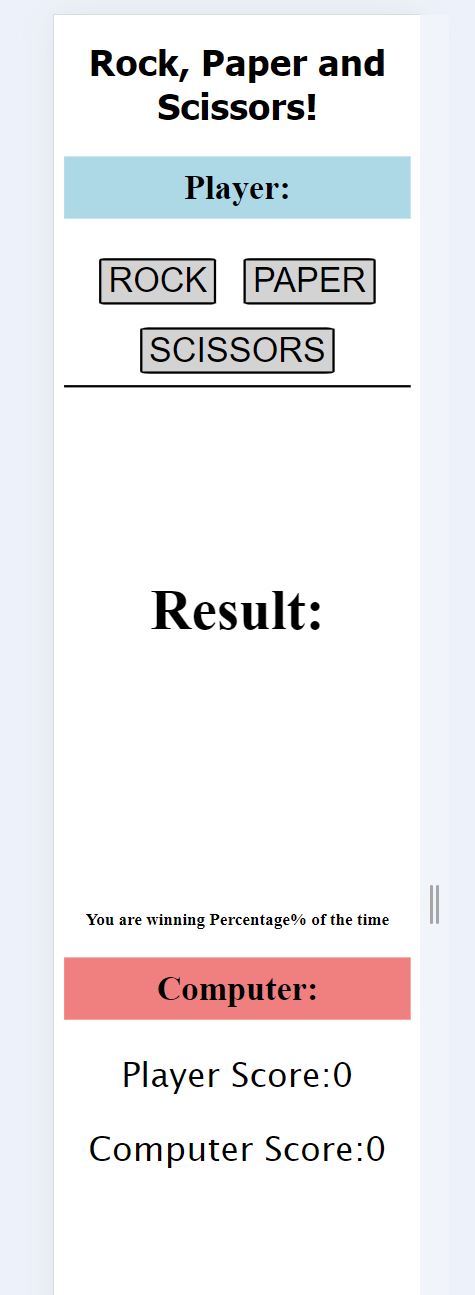 Rock, Paper and
Scissors!
Player:
ROCK PAPER
SCISSORS
Result:
You are winning Percentage% of the time
Computer:
Player Score:0
Computer Score:0